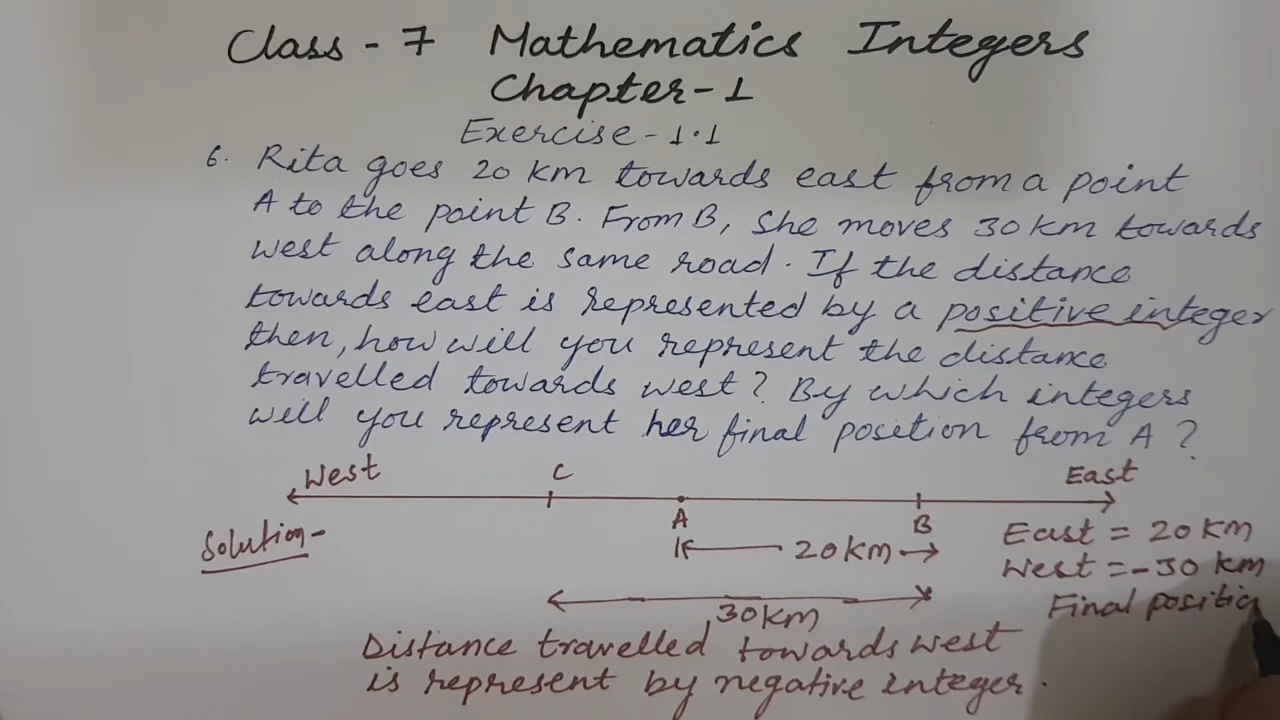 Class - 7 Mathematics Integers
Chapter-1
Exercise-1.1
6. Rita goes 20 km towards east from a point
A to the point B. From B, She moves 30 km towards
west along the same road. If the distance
towards east is represented by a positive integer
then, how will you represent the distance
travelled towards west? By which integers
will you represent her final position from A?
West C East
A B
Solution-
20 km
East = 20 km
West = -30 km
30 km
Final positio
Distance travelled towards west
is represent by negative integer.